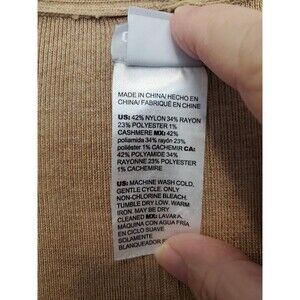 MADE IN CHINA/ HECHO EN
CHINA/ FABRIQUÉ EN CHINE
US: 42% NYLON 34% RAYON
23% POLYESTER 1%
CASHMERE MX: 42%
poliamida 34% rayón 23%
poliéster 1% CACHEMIR CA:
42% POLYAMIDE 34%
RAYONNE 23% POLYESTER
1% CACHEMIRE
US: MACHINE WASH COLD,
GENTLE CYCLE. ONLY
NON-CHLORINE BLEACH,
TUMBLE DRY LOW, WARM
IRON, MAY BE DRY
CLEANED MX: LAVAR A
MAQUINA CON AGUA FRIA
EN CICLO SUAVE
SOLAMENTE
BLANQUEADOR